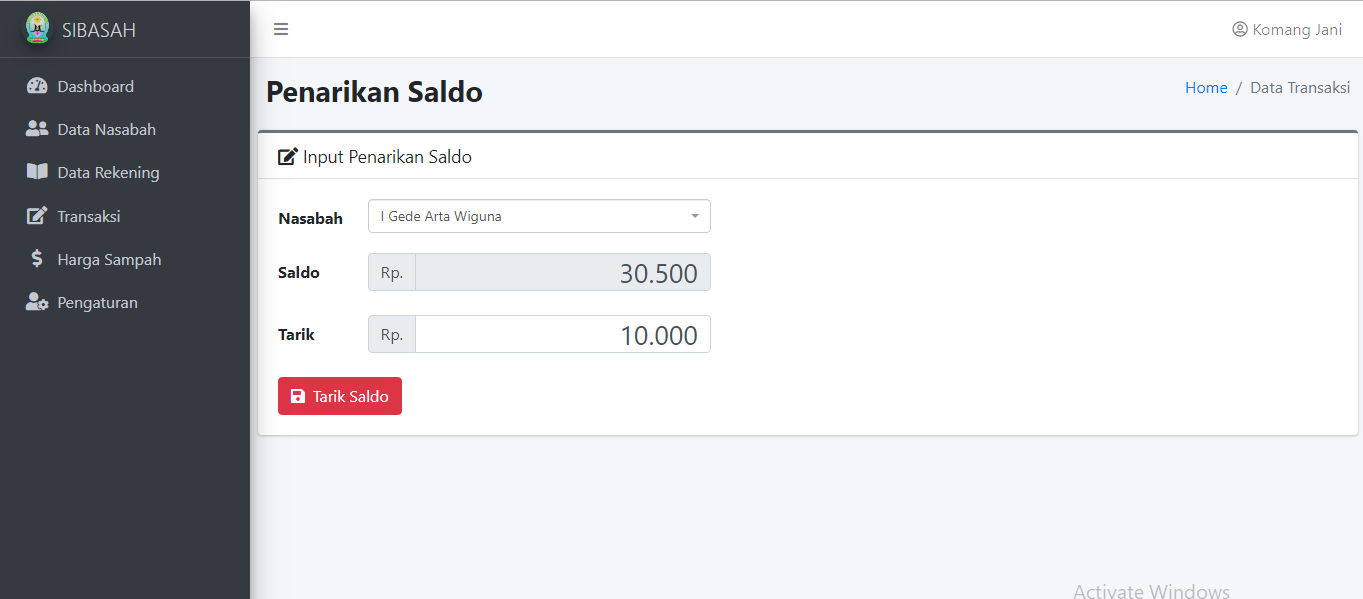 SIBASAH
Komang Jani
Dashboard
Data Nasabah
Data Rekening
Transaksi
Harga Sampah
Pengaturan
Penarikan Saldo
Home / Data Transaksi
Input Penarikan Saldo
Nasabah I Gede Arta Wiguna
Saldo Rp. 30.500
Tarik Rp. 10.000
Tarik Saldo
Activate Windows